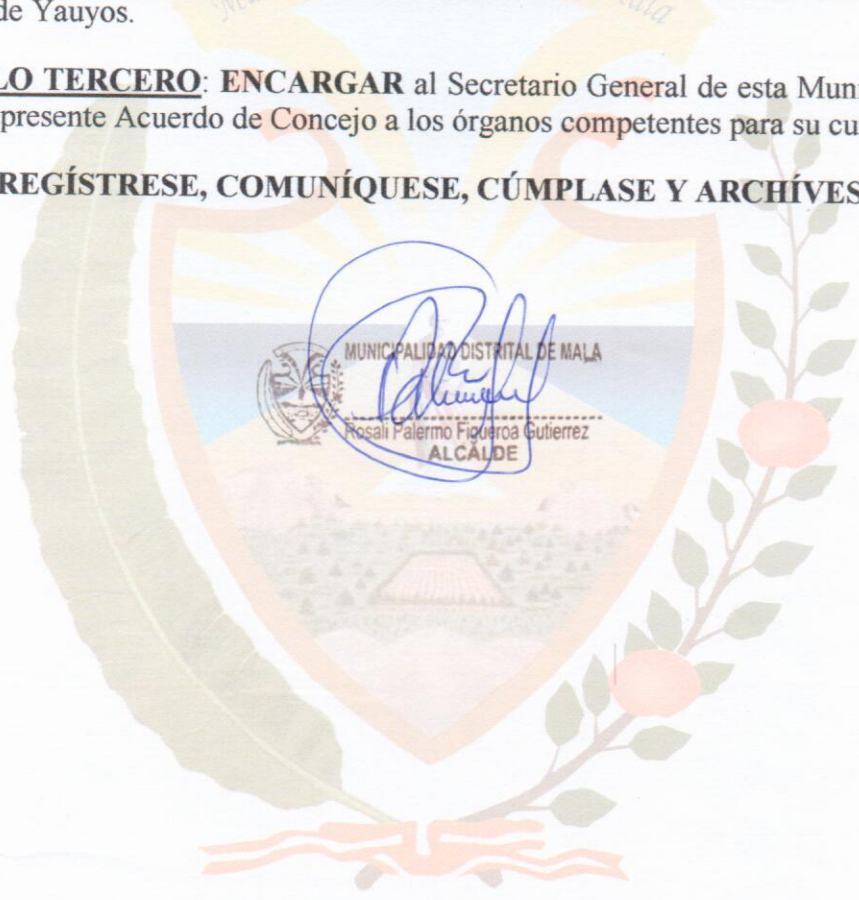 de Yauyos.
LO TERCERO: ENCARGAR al Secretario General de esta Muni
presente Acuerdo de Concejo a los órganos competentes para su cu
REGÍSTRESE, COMUNÍQUESE, CÚMPLASE Y ARCHÍVES
MUNICIPALIDAD DISTRITAL DE MALA
Rosali Palermo Figueroa Gutierrez
ALCALDE